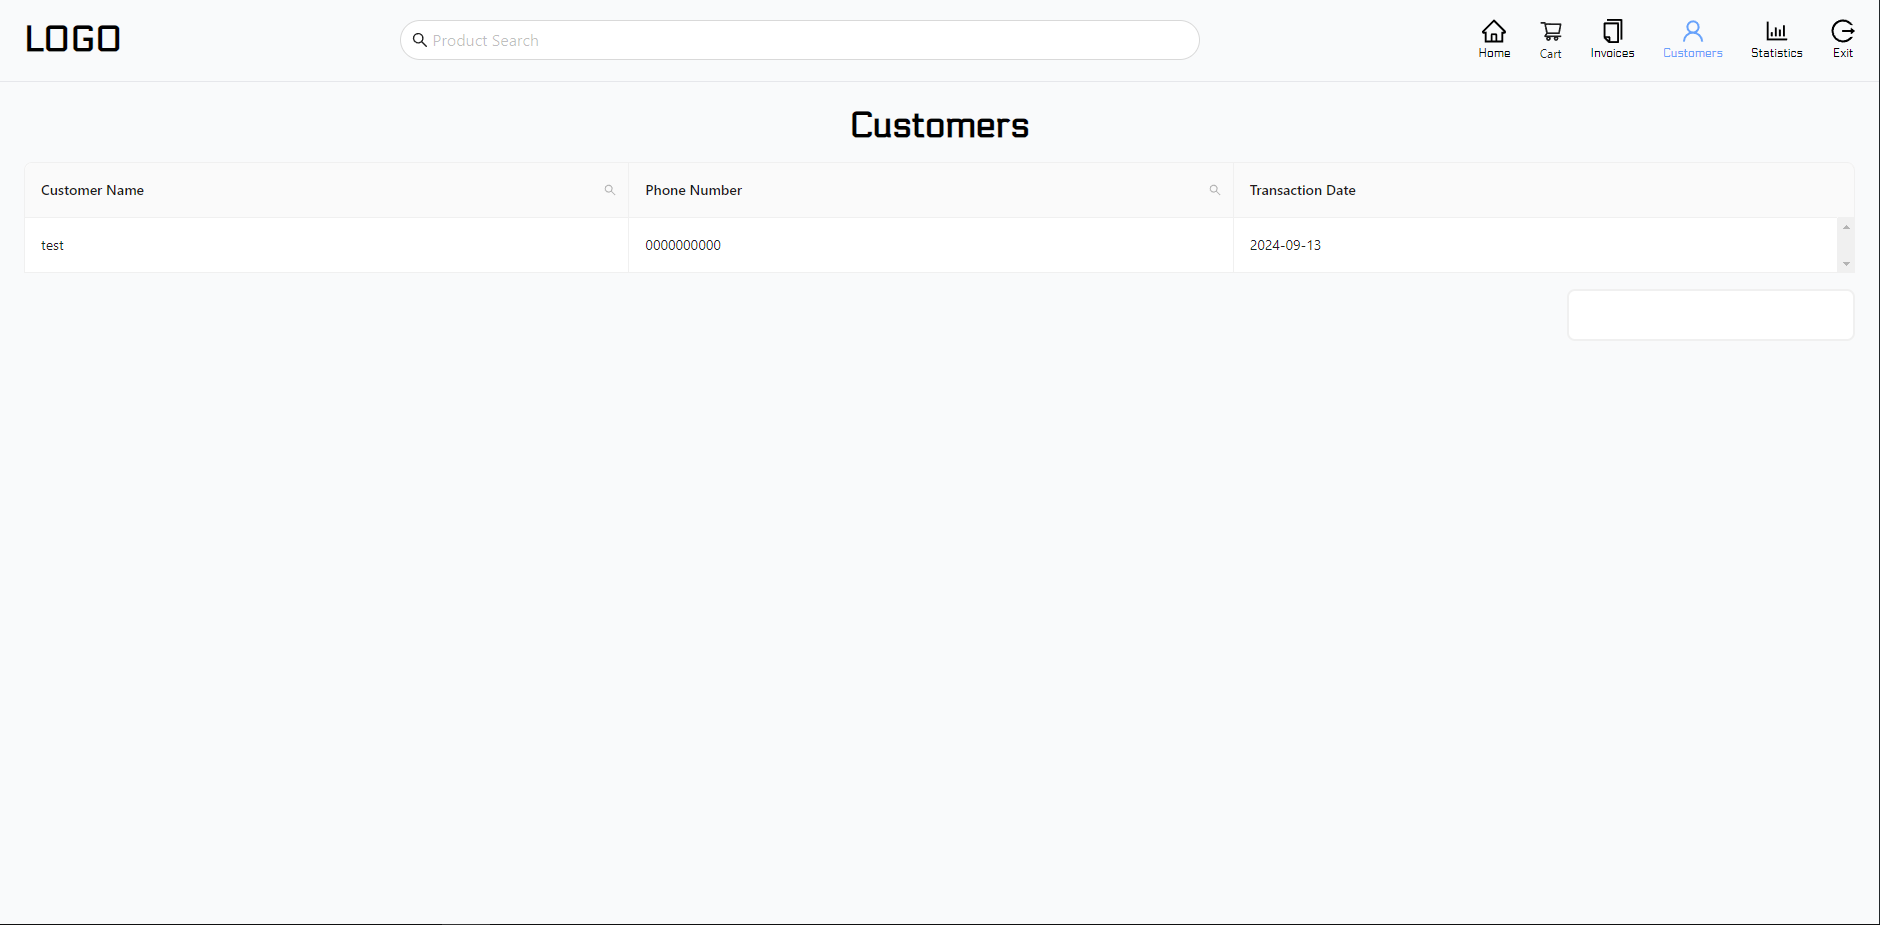 LOGO
Product Search
Home
Cart
Invoices
Customers
Statistics
Exit
Customers
Customer Name
Phone Number
Transaction Date
test
0000000000
2024-09-13